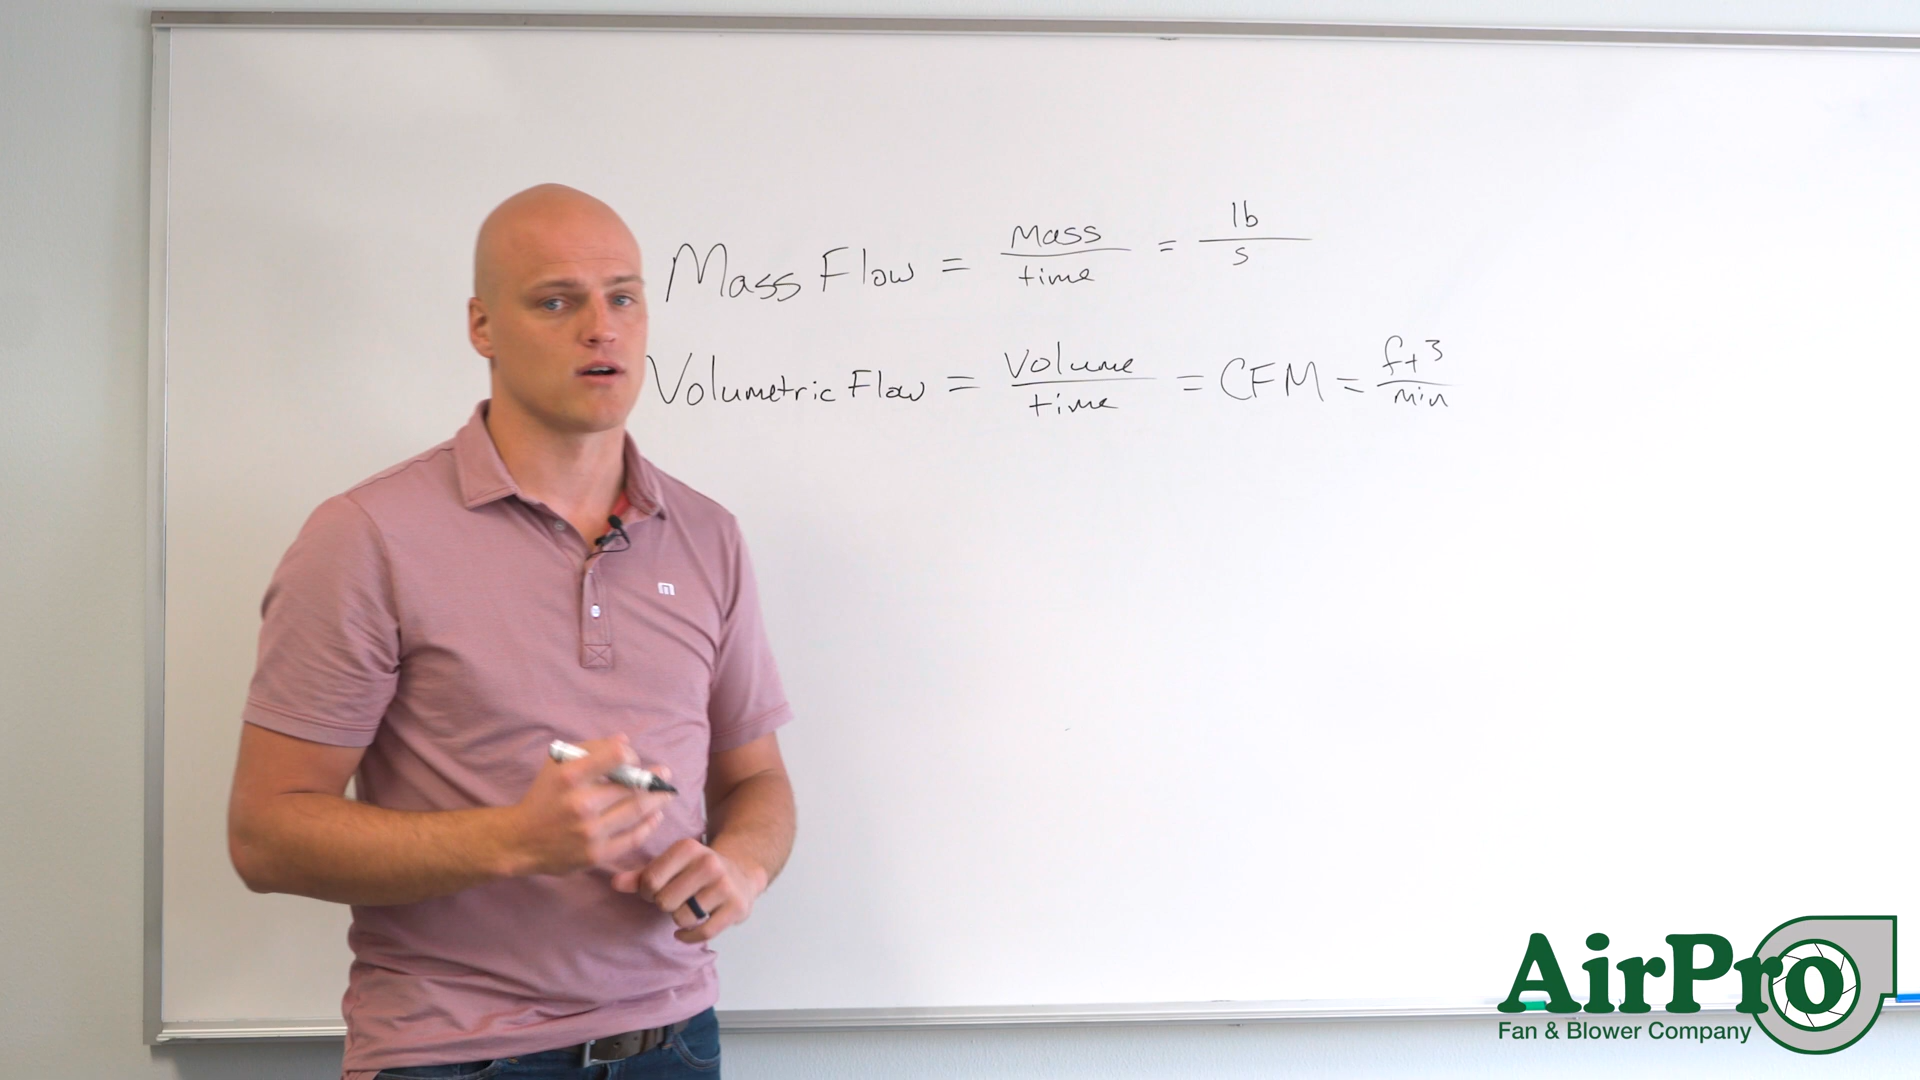 Mass Flow = mass/time = lb/s
Volumetric Flow = Volume/time = CFM = ft³/min
AirPro
Fan & Blower Company